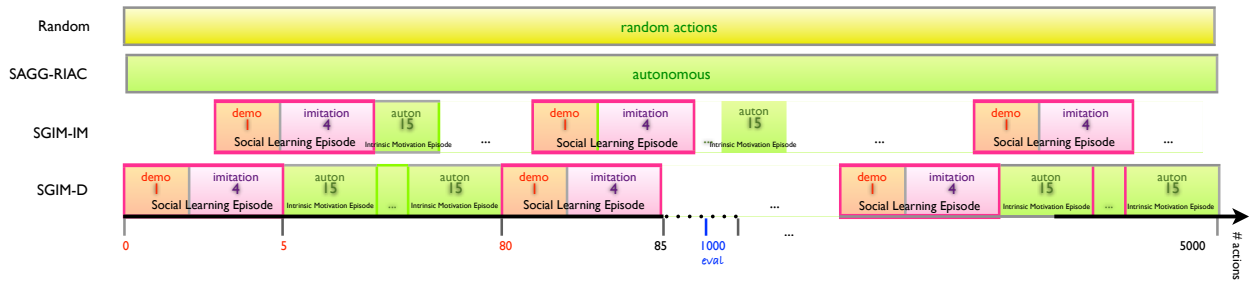 Random
random actions
SAGG-RIAC
autonomous
SGIM-IM
demo
1
imitation
4
Social Learning Episode
auton
15
Intrinsic Motivation Episode
...
demo
1
imitation
4
Social Learning Episode
...
auton
15
Intrinsic Motivation Episode
...
demo
1
imitation
4
Social Learning Episode
...
SGIM-D
demo
1
imitation
4
Social Learning Episode
auton
15
Intrinsic Motivation Episode
...
auton
15
Intrinsic Motivation Episode
demo
1
imitation
4
Social Learning Episode
...
demo
1
imitation
4
Social Learning Episode
auton
15
Intrinsic Motivation Episode
...
auton
15
Intrinsic Motivation Episode
0
5
80
85
1000
eval
...
5000
# actions